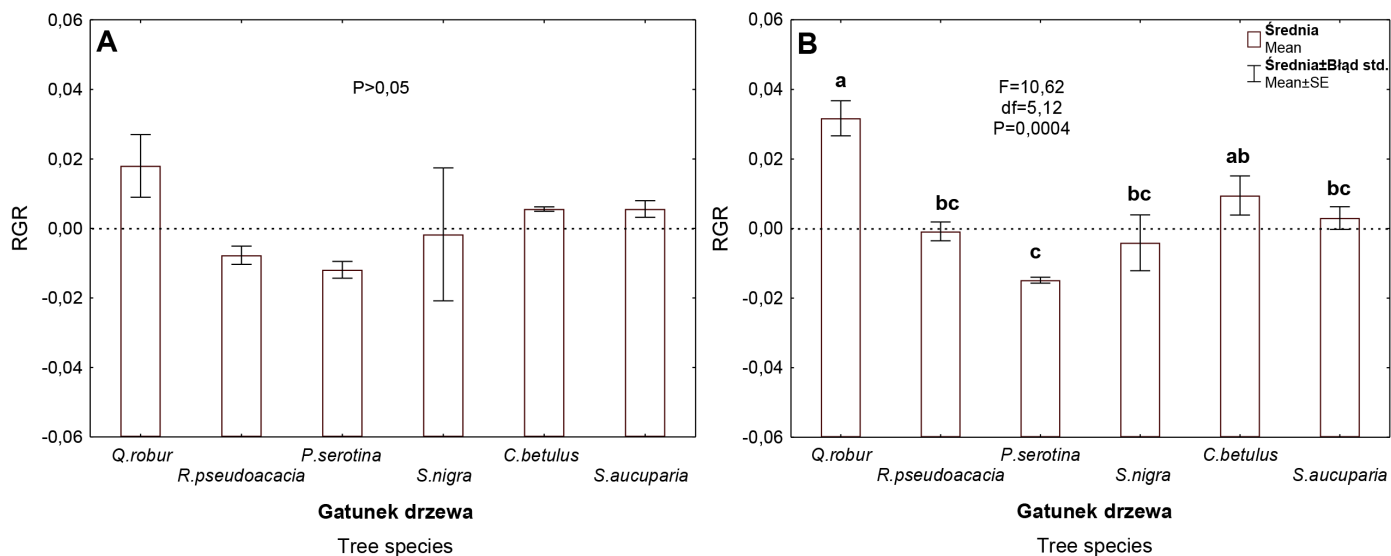 A
P>0,05
RGR
0,06
0,04
0,02
0,00
-0,02
-0,04
-0,06
Q.robur
R.pseudoacacia
P.serotina
S.nigra
C.betulus
S.aucuparia
Gatunek drzewa
Tree species
B
Średnia
Mean
Średnia±Błąd std.
Mean±SE
F=10,62
df=5,12
P=0,0004
a
bc
c
bc
ab
bc
RGR
0,06
0,04
0,02
0,00
-0,02
-0,04
-0,06
Q.robur
R.pseudoacacia
P.serotina
S.nigra
C.betulus
S.aucuparia
Gatunek drzewa
Tree species